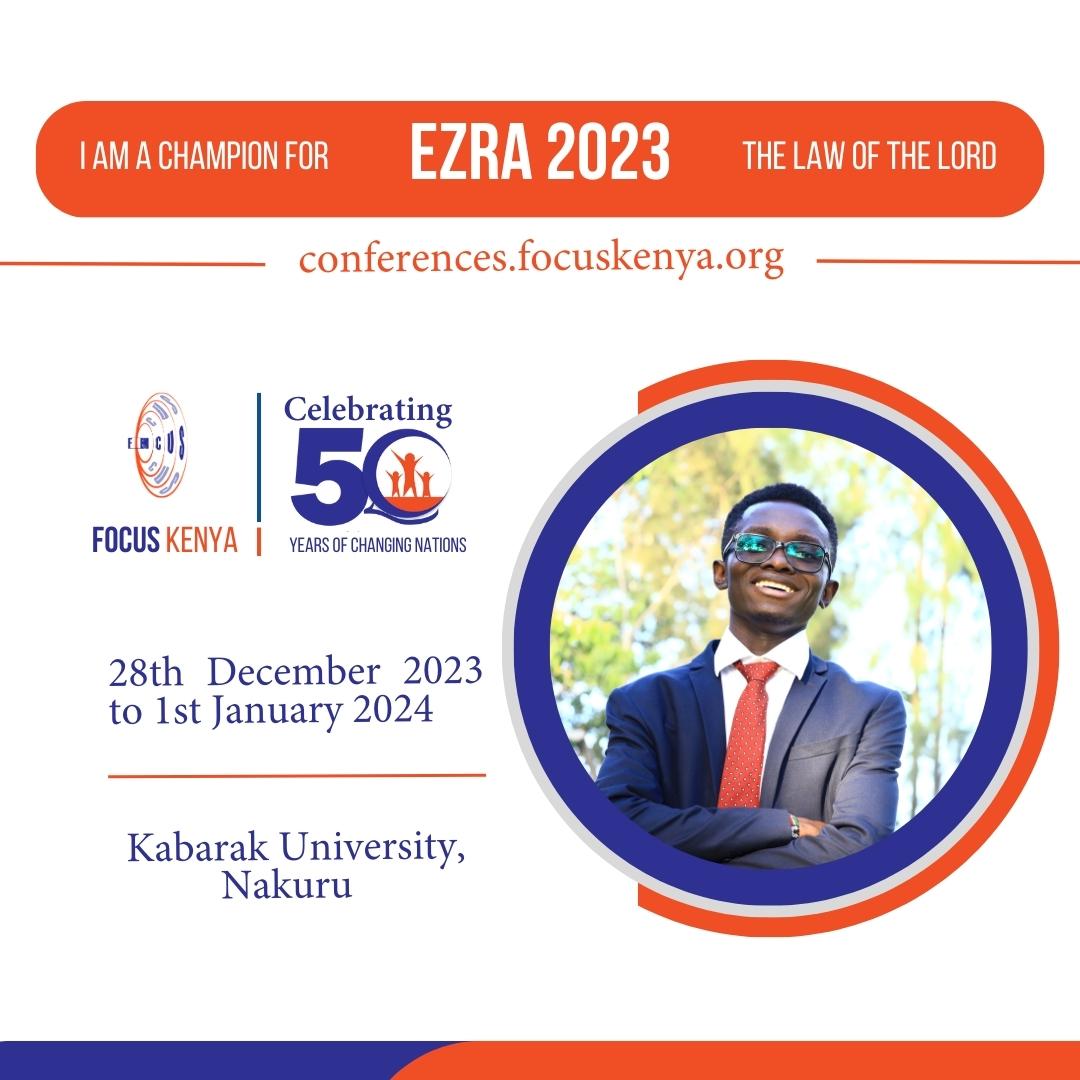 I AM A CHAMPION FOR EZRA 2023 THE LAW OF THE LORD
conferences.focuskenya.org
FOCUS
FOCUS KENYA
Celebrating
50
YEARS OF CHANGING NATIONS
28th December 2023
to 1st January 2024
Kabarak University,
Nakuru